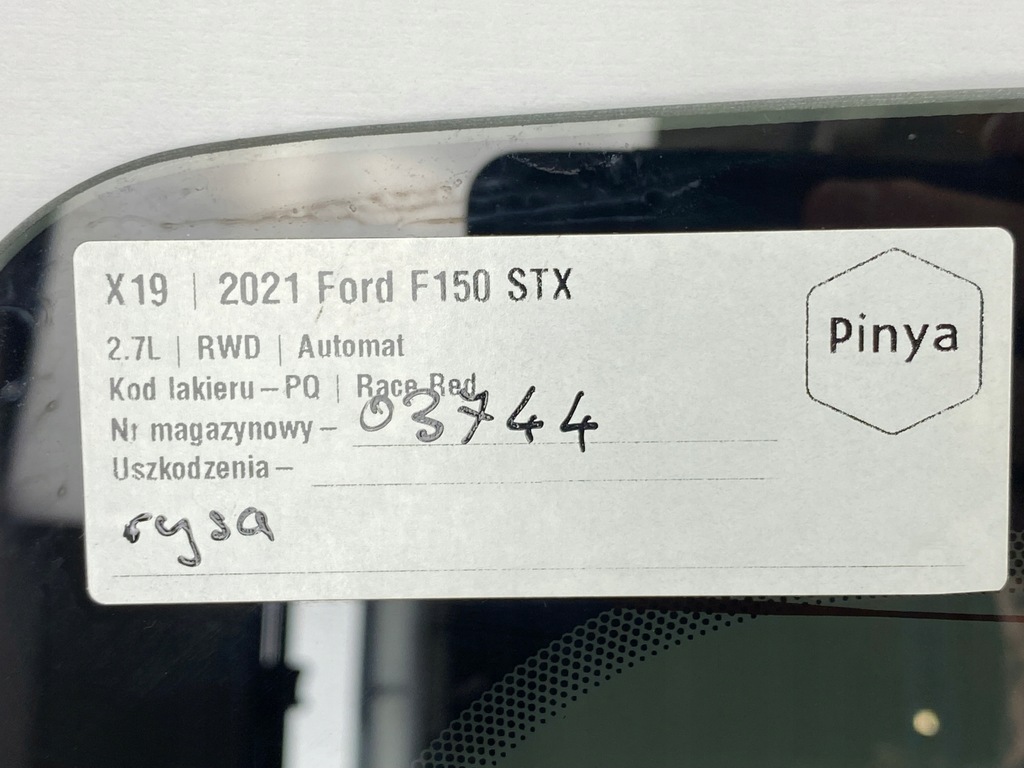 X19 | 2021 Ford F150 STX
Pinya
2.7L | RWD | Automat
Kod lakieru – PQ | Race Red
Nr magazynowy – 03744
Uszkodzenia –
rysa